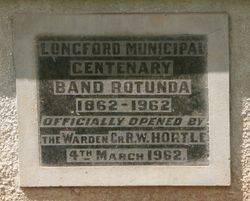 LONGFORD MUNICIPAL
CENTENARY
BAND ROTUNDA
1862-1962
OFFICIALLY OPENED BY
THE WARDEN CR R.W. HORTLE
4TH MARCH 1962.